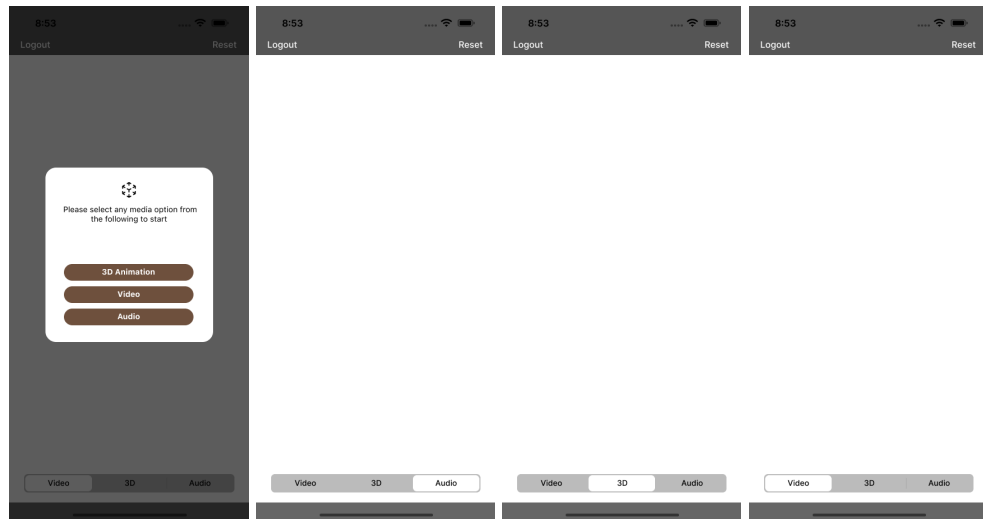 8:53
Logout Reset
Please select any media option from
the following to start
3D Animation
Video
Audio
Video 3D Audio
8:53
Logout Reset
Video 3D Audio
8:53
Logout Reset
Video 3D Audio
8:53
Logout Reset
Video 3D Audio